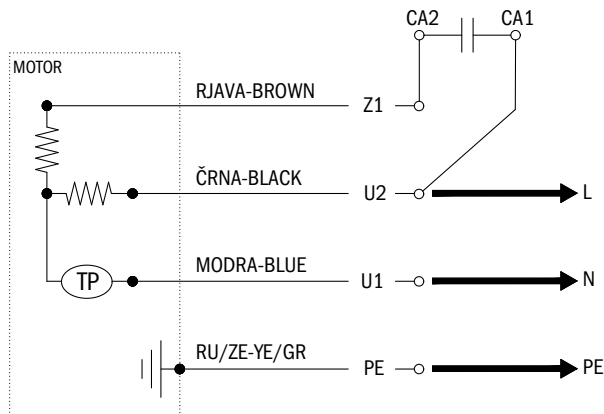 CA2 CA1
MOTOR
RJAVA-BROWN Z1
ČRNA-BLACK U2 L
TP MODRA-BLUE U1 N
RU/ZE-YE/GR PE PE